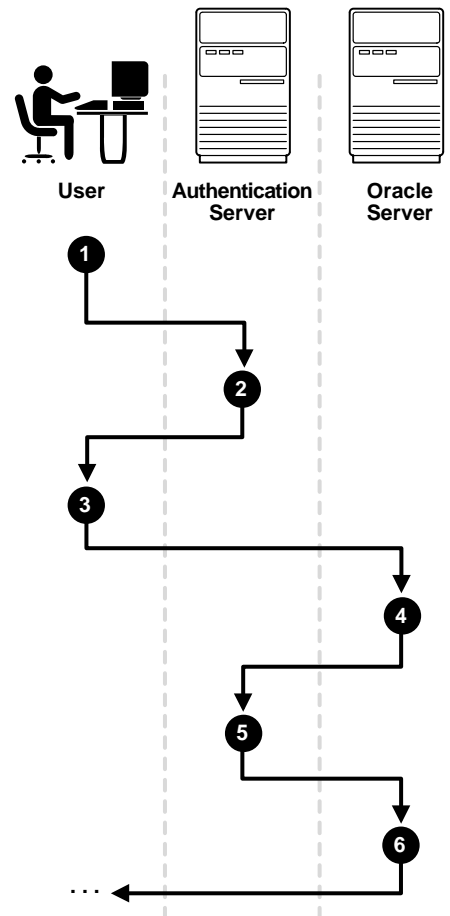 User
Authentication
Server
Oracle
Server
1
2
3
4
5
6
...